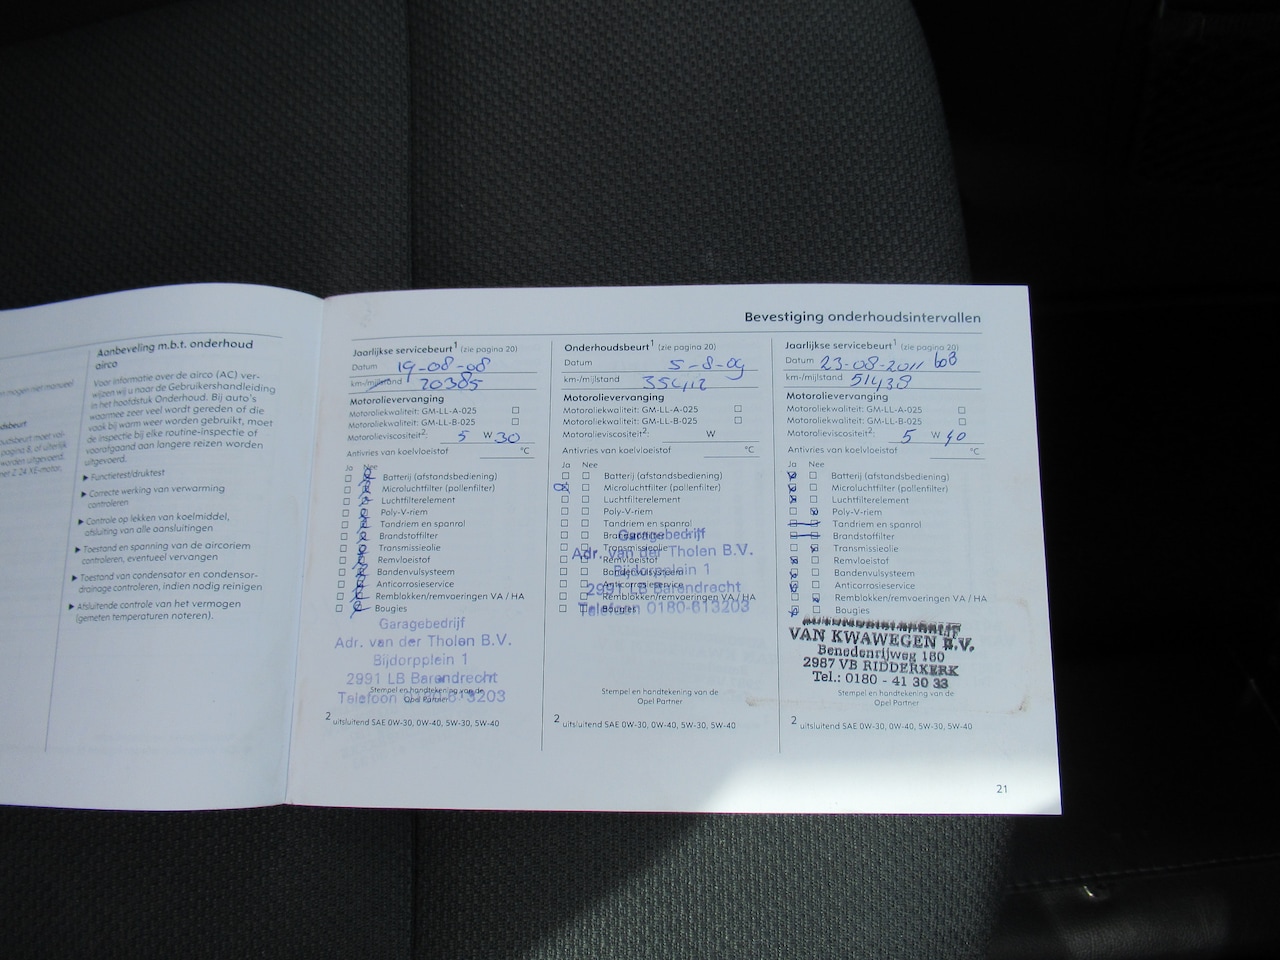 en mogen niet manueel
Aanbeveling m.b.t. onderhoud
airco
Voor informatie over de airco (AC) ver-
wijzen wij u naar de Gebruikershandleiding
in het hoofdstuk Onderhoud. Bij auto's
waarmee zeer veel wordt gereden of die
vaak bij warm weer worden gebruikt, moet
de inspectie bij elke routine-inspectie of
voorafgaand aan langere reizen worden
uitgevoerd.
▶ Functietest/druktest
▶ Correcte werking van verwarming
controleren
▶ Controle op lekken van koelmiddel,
afsluiting van alle aansluitingen
▶ Toestand en spanning van de aircoriem
controleren, eventueel vervangen
▶ Toestand van condensator en condensor-
drainage controleren, indien nodig reinigen
▶ Afsluitende controle van het vermogen
(gemeten temperaturen noteren).
Bevestiging onderhoudsintervallen
Jaarlijkse servicebeurt1 (zie pagina 20)
Datum 19-08-08
km-/mijlstand 20385
Motorolievervanging
Motoroliekwaliteit: GM-LL-A-025
Motoroliekwaliteit: GM-LL-B-025
Motorolieviscositeit2: 5 W 30
Antivries van koelvloeistof °C
Ja Nee
Batterij (afstandsbediening)
Microluchtfilter (pollenfilter)
Luchtfilterelement
Poly-V-riem
Tandriem en spanrol
Brandstoffilter
Transmissieolie
Remvloeistof
Bandenvulsysteem
Anticorrosieservice
Remblokken/remvoeringen VA / HA
Bougies
Garagebedrijf
Adr. van der Tholen B.V.
Bijdorpplein 1
2991 LB Barendrecht
Telefoon 0180-613203
Stempel en handtekening van de
Opel Partner
2 uitsluitend SAE 0W-30, 0W-40, 5W-30, 5W-40
Onderhoudsbeurt1 (zie pagina 20)
Datum 5-8-09
km-/mijlstand 35412
Motorolievervanging
Motoroliekwaliteit: GM-LL-A-025
Motoroliekwaliteit: GM-LL-B-025
Motorolieviscositeit2: W
Antivries van koelvloeistof °C
Ja Nee
Batterij (afstandsbediening)
Microluchtfilter (pollenfilter)
Luchtfilterelement
Poly-V-riem
Tandriem en spanrol
Brandstoffilter
Transmissieolie
Remvloeistof
Bandenvulsysteem
Anticorrosieservice
Remblokken/remvoeringen VA / HA
Bougies
Garagebedrijf
Adr. van der Tholen B.V.
Bijdorpplein 1
2991 LB Barendrecht
Telefoon 0180-613203
Stempel en handtekening van de
Opel Partner
2 uitsluitend SAE 0W-30, 0W-40, 5W-30, 5W-40
Jaarlijkse servicebeurt1 (zie pagina 20)
Datum 23-08-2011
km-/mijlstand 51438
Motorolievervanging
Motoroliekwaliteit: GM-LL-A-025
Motoroliekwaliteit: GM-LL-B-025
Motorolieviscositeit2: 5 W 40
Antivries van koelvloeistof °C
Ja Nee
Batterij (afstandsbediening)
Microluchtfilter (pollenfilter)
Luchtfilterelement
Poly-V-riem
Tandriem en spanrol
Brandstoffilter
Transmissieolie
Remvloeistof
Bandenvulsysteem
Anticorrosieservice
Remblokken/remvoeringen VA / HA
Bougies
VAN KWAWEGEN B.V.
Benedenrijweg 180
2987 VB RIDDERKERK
Tel.: 0180 - 41 30 33
Stempel en handtekening van de
Opel Partner
2 uitsluitend SAE 0W-30, 0W-40, 5W-30, 5W-40
21